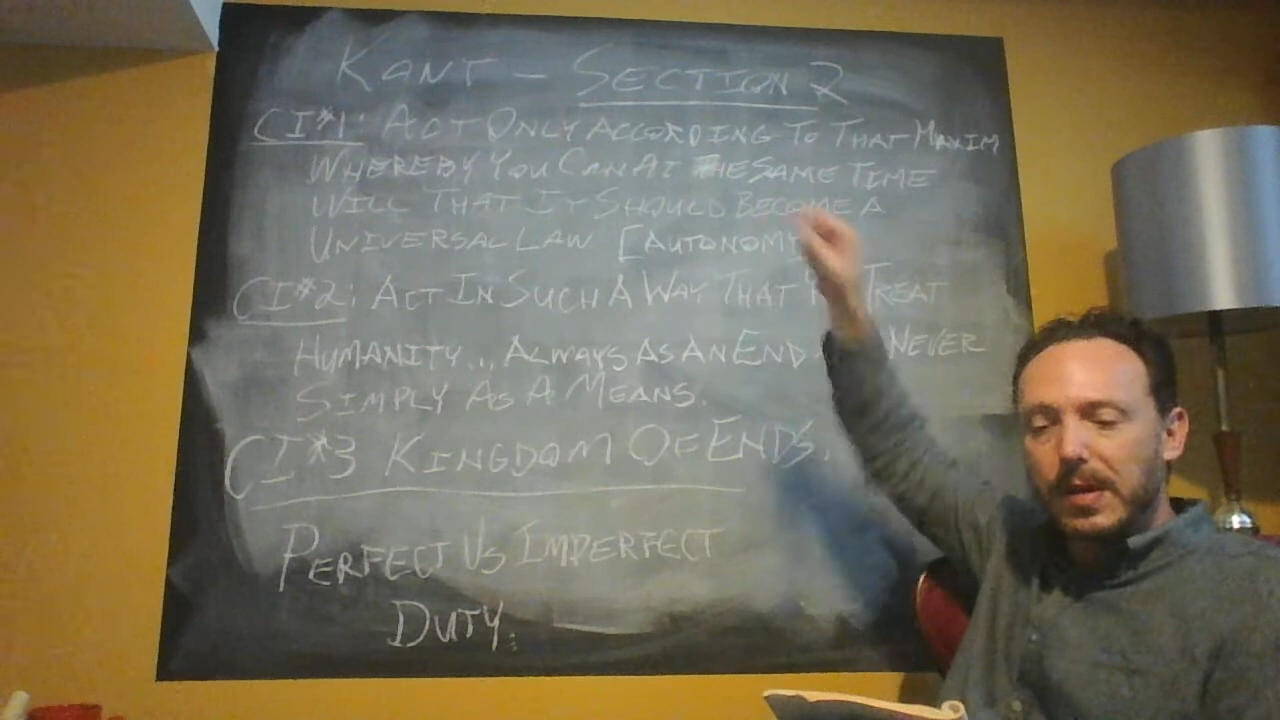 KANT - SECTION 2
CI#1: ACT ONLY ACCORDING TO THAT MAXIM
WHEREBY YOU CAN AT THE SAME TIME
WILL THAT IT SHOULD BECOME A
UNIVERSAL LAW [AUTONOMY
CI#2: ACT IN SUCH A WAY THAT TREAT
HUMANITY... ALWAYS AS AN END NEVER
SIMPLY AS A MEANS.
CI#3 KINGDOM OF ENDS.
PERFECT VS IMPERFECT
DUTY: